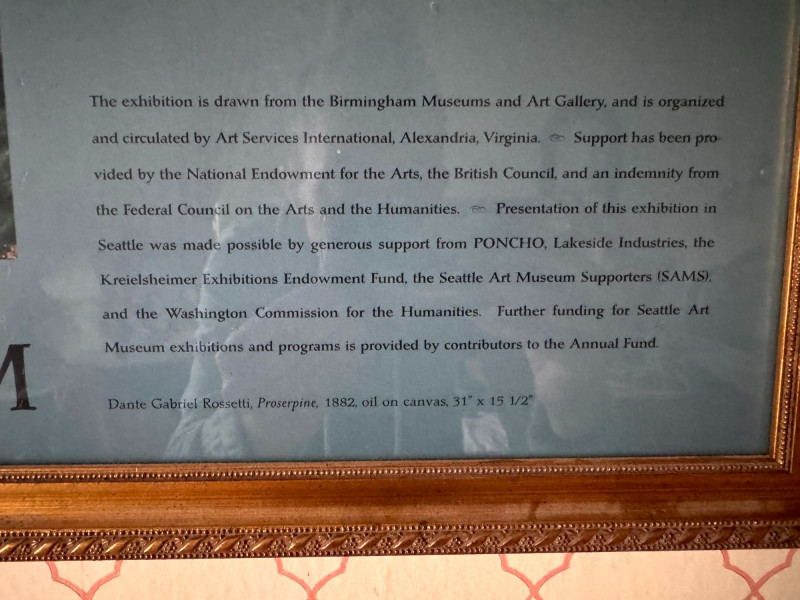 The exhibition is drawn from the Birmingham Museums and Art Gallery, and is organized
and circulated by Art Services International, Alexandria, Virginia. Support has been pro-
vided by the National Endowment for the Arts, the British Council, and an indemnity from
the Federal Council on the Arts and the Humanities. Presentation of this exhibition in
Seattle was made possible by generous support from PONCHO, Lakeside Industries, the
Kreielsheimer Exhibitions Endowment Fund, the Seattle Art Museum Supporters (SAMS),
and the Washington Commission for the Humanities. Further funding for Seattle Art
M
Museum exhibitions and programs is provided by contributors to the Annual Fund.
Dante Gabriel Rossetti, Proserpine, 1882, oil on canvas, 31" x 15 1/2"